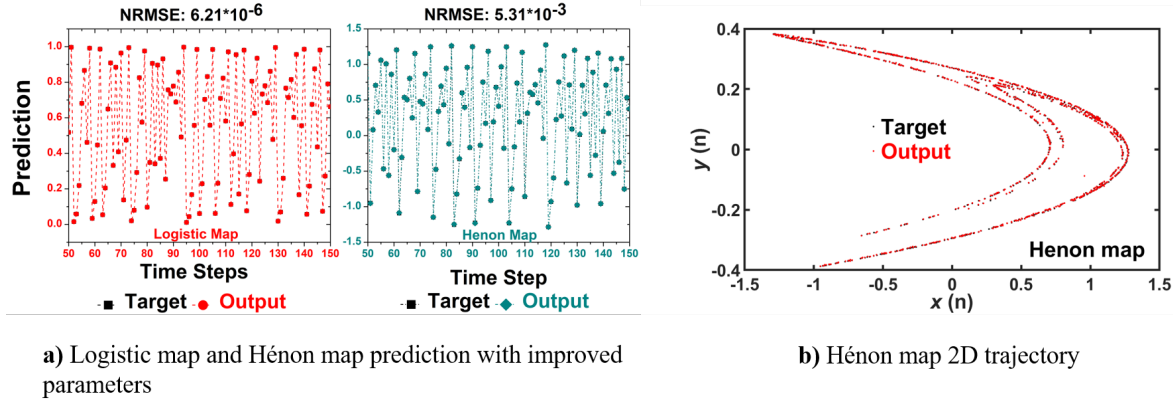 NRMSE: 6.21*10-6
NRMSE: 5.31*10-3
Prediction
1.0
0.8
0.6
0.4
0.2
0.0
50 60 70 80 90 100 110 120 130 140 150
Logistic Map
Time Steps
Target Output
1.5
1.0
0.5
0.0
-0.5
-1.0
-1.5
50 60 70 80 90 100 110 120 130 140 150
Henon Map
Time Step
Target Output
y (n)
0.4
0.2
0
-0.2
-0.4
Target
Output
Henon map
-1.5 -1 -0.5 0 0.5 1 1.5
x (n)
a) Logistic map and Hénon map prediction with improved
parameters
b) Hénon map 2D trajectory